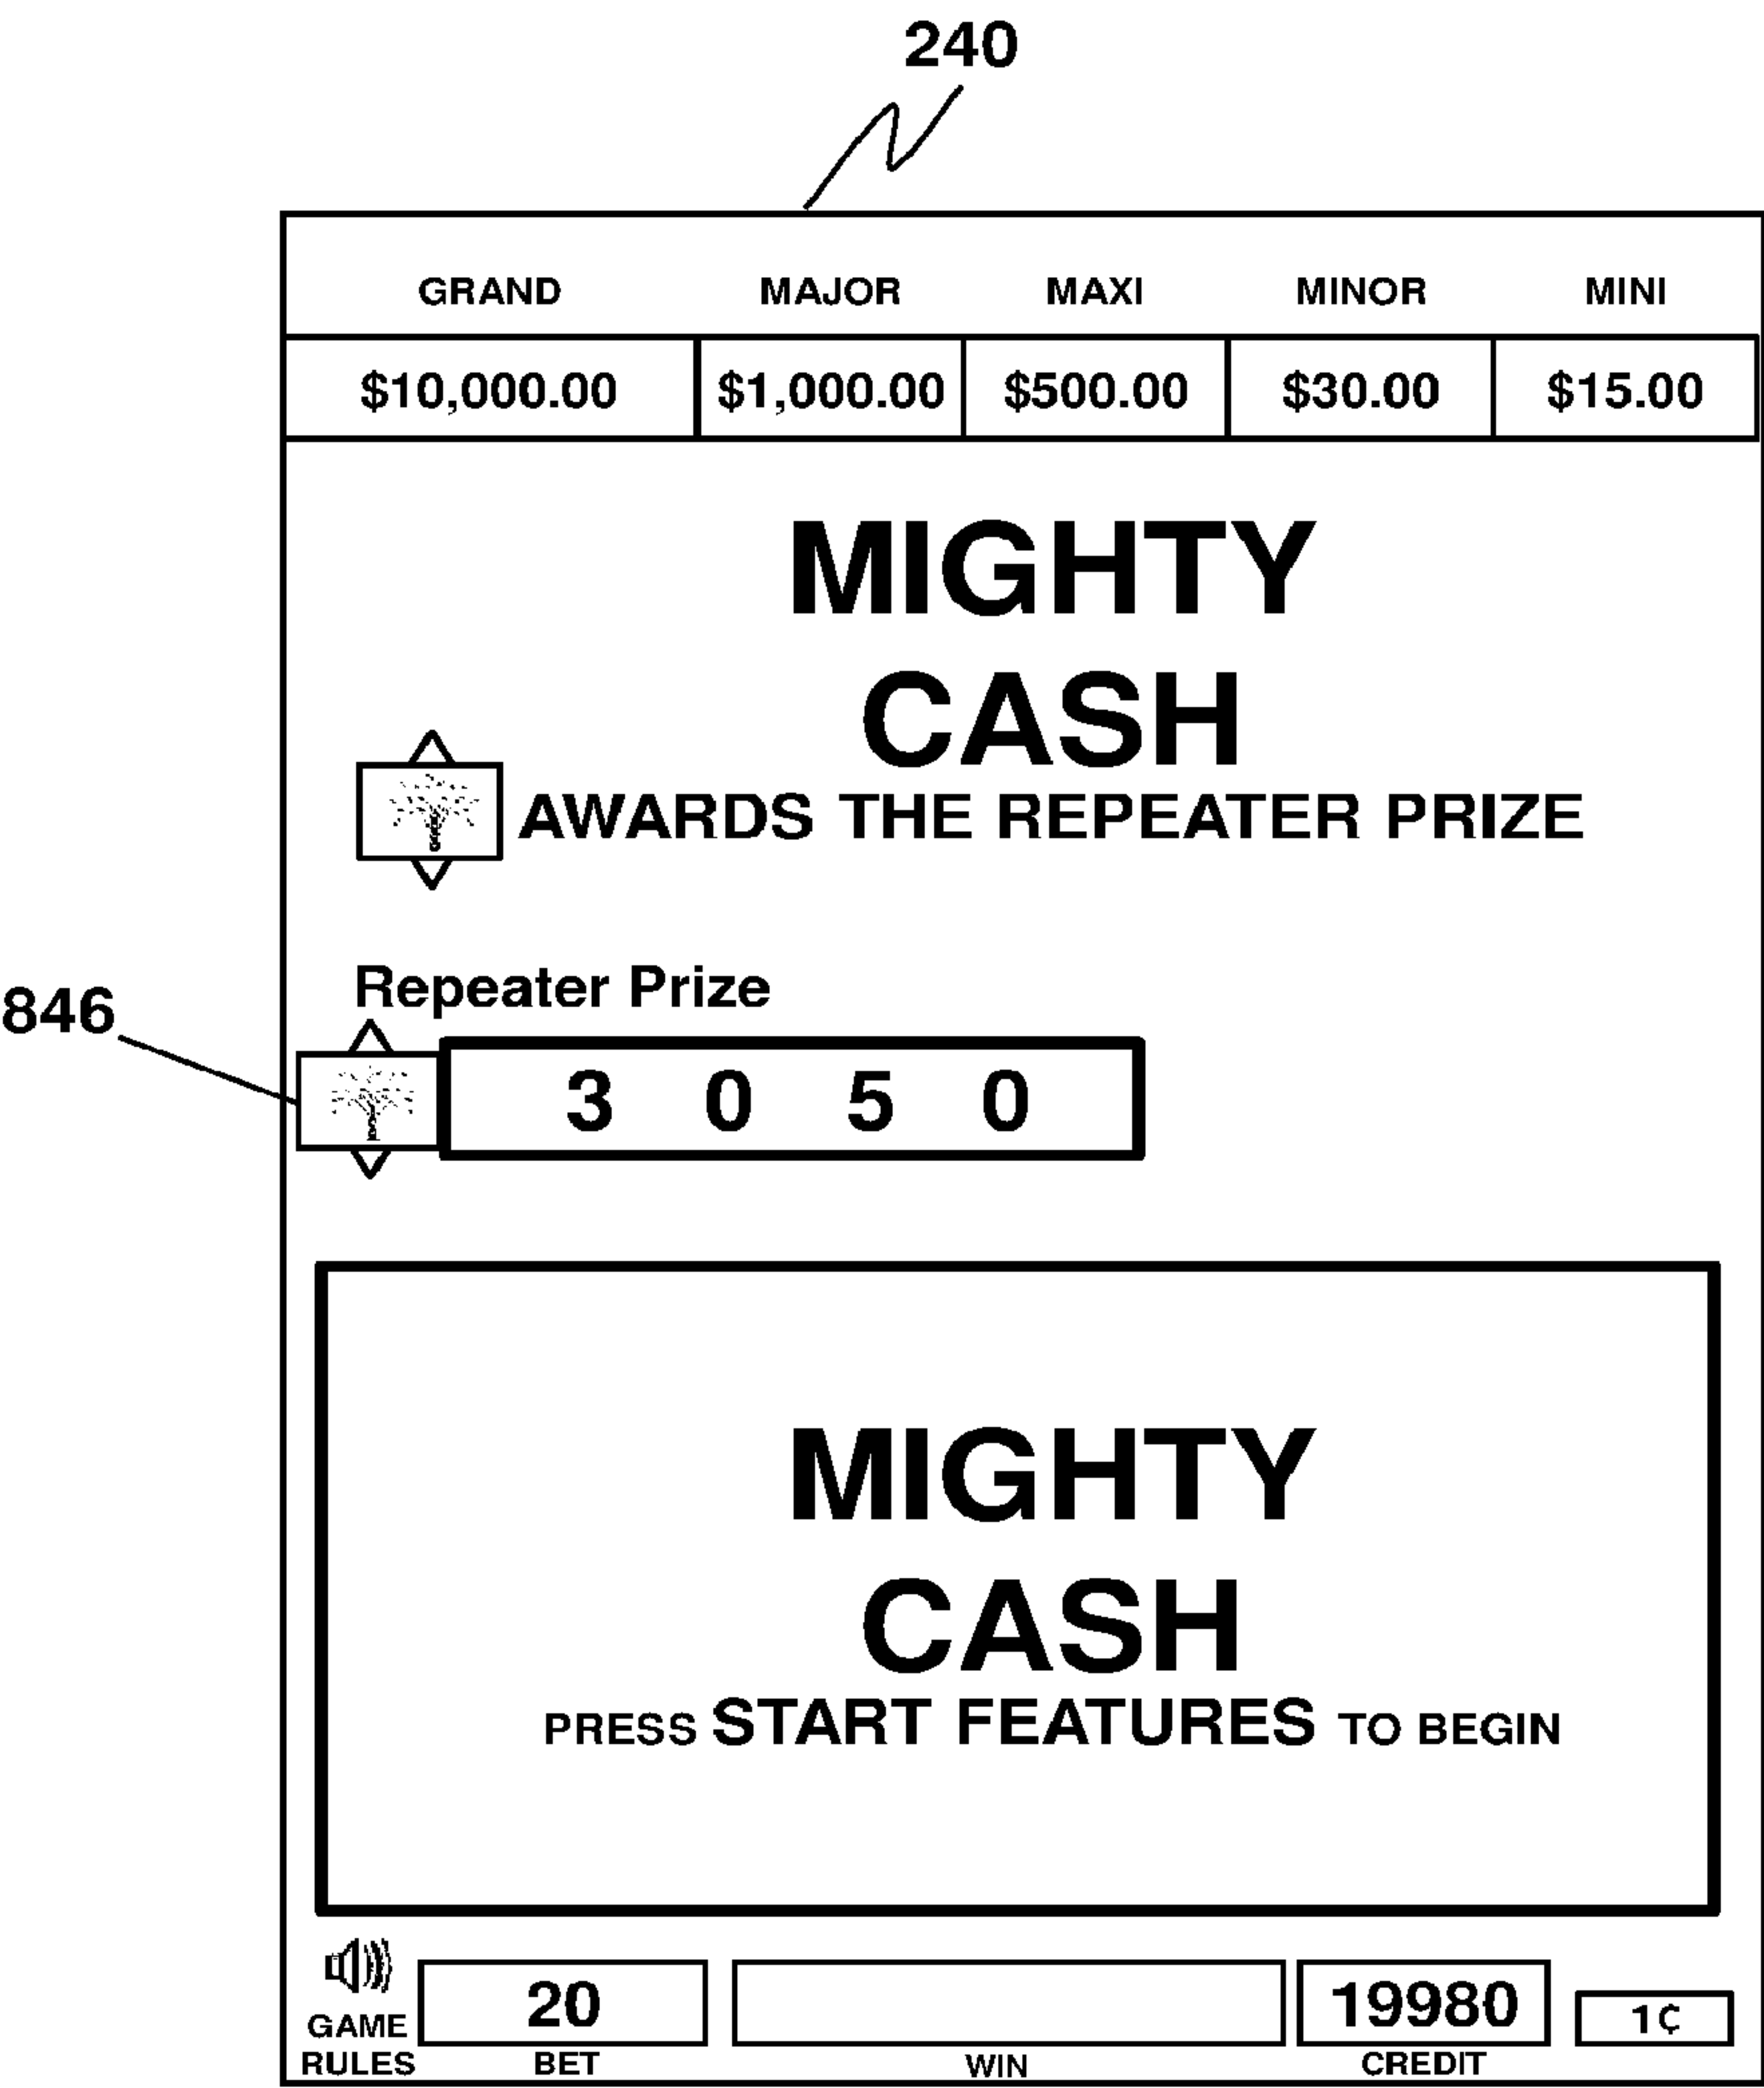 240
GRAND MAJOR MAXI MINOR MINI
$10,000.00 $1,000.00 $500.00 $30.00 $15.00
MIGHTY
CASH
AWARDS THE REPEATER PRIZE
Repeater Prize
846
3 0 5 0
MIGHTY
CASH
PRESS START FEATURES TO BEGIN
20 19980 1¢
GAME
RULES BET WIN CREDIT